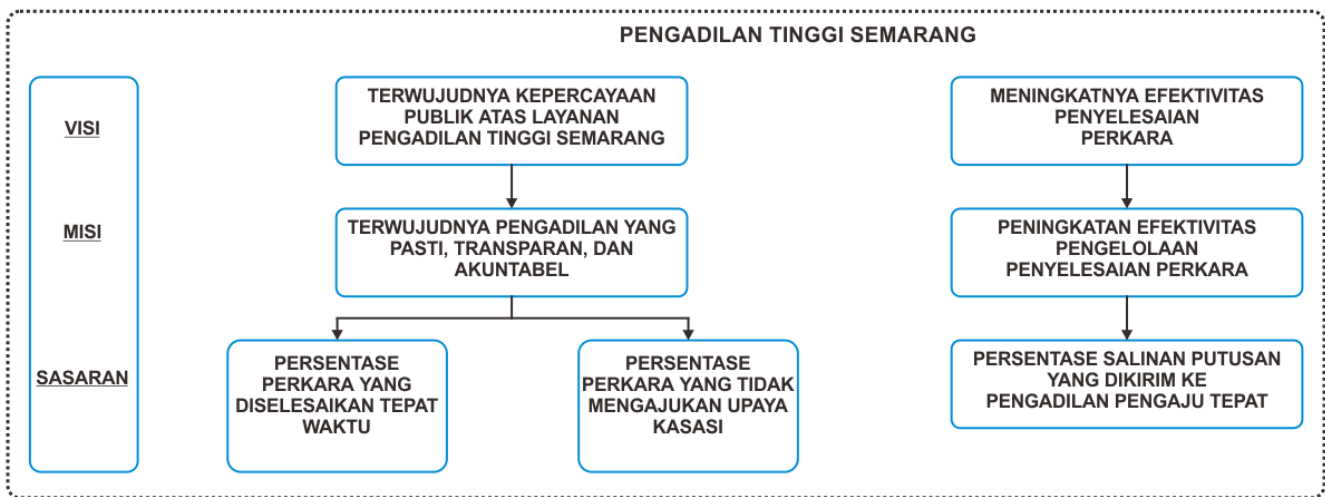 PENGADILAN TINGGI SEMARANG
VISI
TERWUJUDNYA KEPERCAYAAN
PUBLIK ATAS LAYANAN
PENGADILAN TINGGI SEMARANG
MENINGKATNYA EFEKTIVITAS
PENYELESAIAN
PERKARA
MISI
TERWUJUDNYA PENGADILAN YANG
PASTI, TRANSPARAN, DAN
AKUNTABEL
PENINGKATAN EFEKTIVITAS
PENGELOLAAN
PENYELESAIAN PERKARA
SASARAN
PERSENTASE
PERKARA YANG
DISELESAIKAN TEPAT
WAKTU
PERSENTASE
PERKARA YANG TIDAK
MENGAJUKAN UPAYA
KASASI
PERSENTASE SALINAN PUTUSAN
YANG DIKIRIM KE
PENGADILAN PENGAJU TEPAT